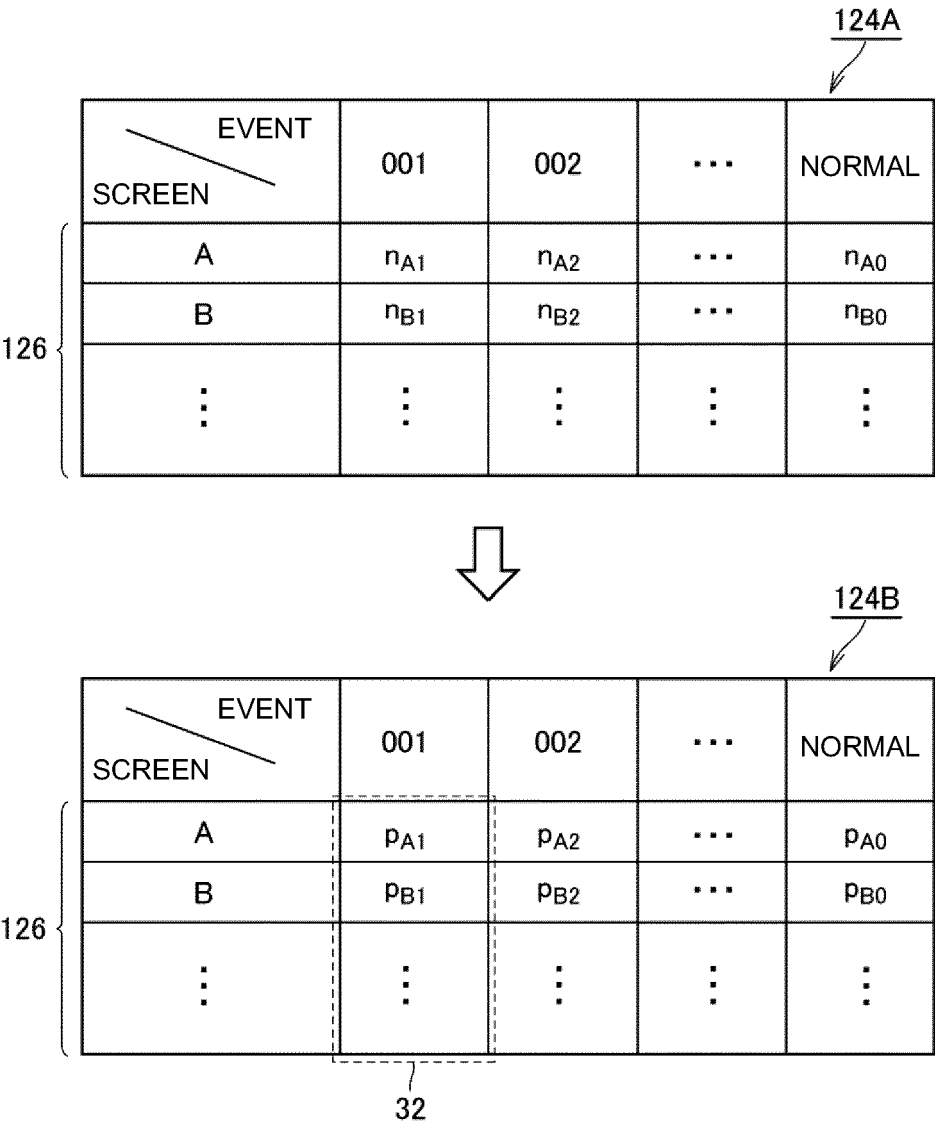 124A
EVENT
SCREEN
001 002 ... NORMAL
A nA1 nA2 ... nA0
B nB1 nB2 ... nB0
126
124B
EVENT
SCREEN
001 002 ... NORMAL
A pA1 pA2 ... pA0
B pB1 pB2 ... pB0
126
32